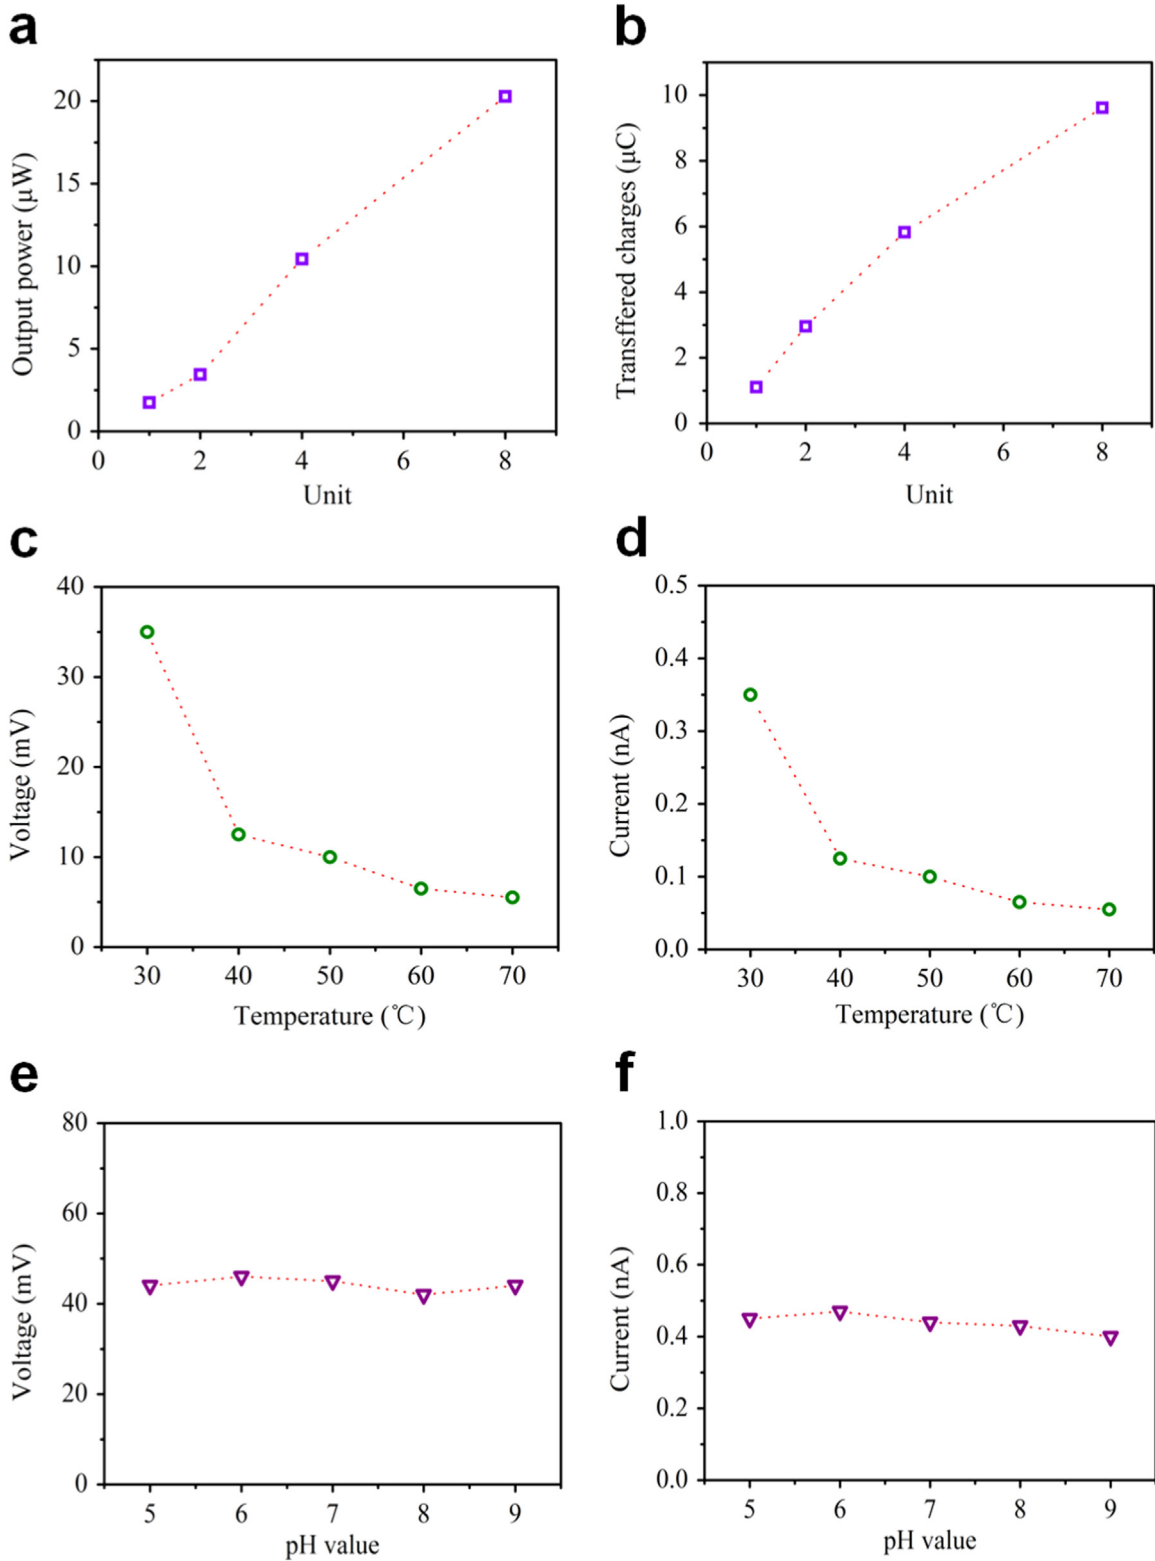 a
20
15
10
5
0
0 2 4 6 8
Output power (μW)
Unit
b
10
8
6
4
2
0
0 2 4 6 8
Transffered charges (μC)
Unit
c
40
30
20
10
0
30 40 50 60 70
Voltage (mV)
Temperature (℃)
d
0.5
0.4
0.3
0.2
0.1
0.0
30 40 50 60 70
Current (nA)
Temperature (℃)
e
80
60
40
20
0
5 6 7 8 9
Voltage (mV)
pH value
f
1.0
0.8
0.6
0.4
0.2
0.0
5 6 7 8 9
Current (nA)
pH value